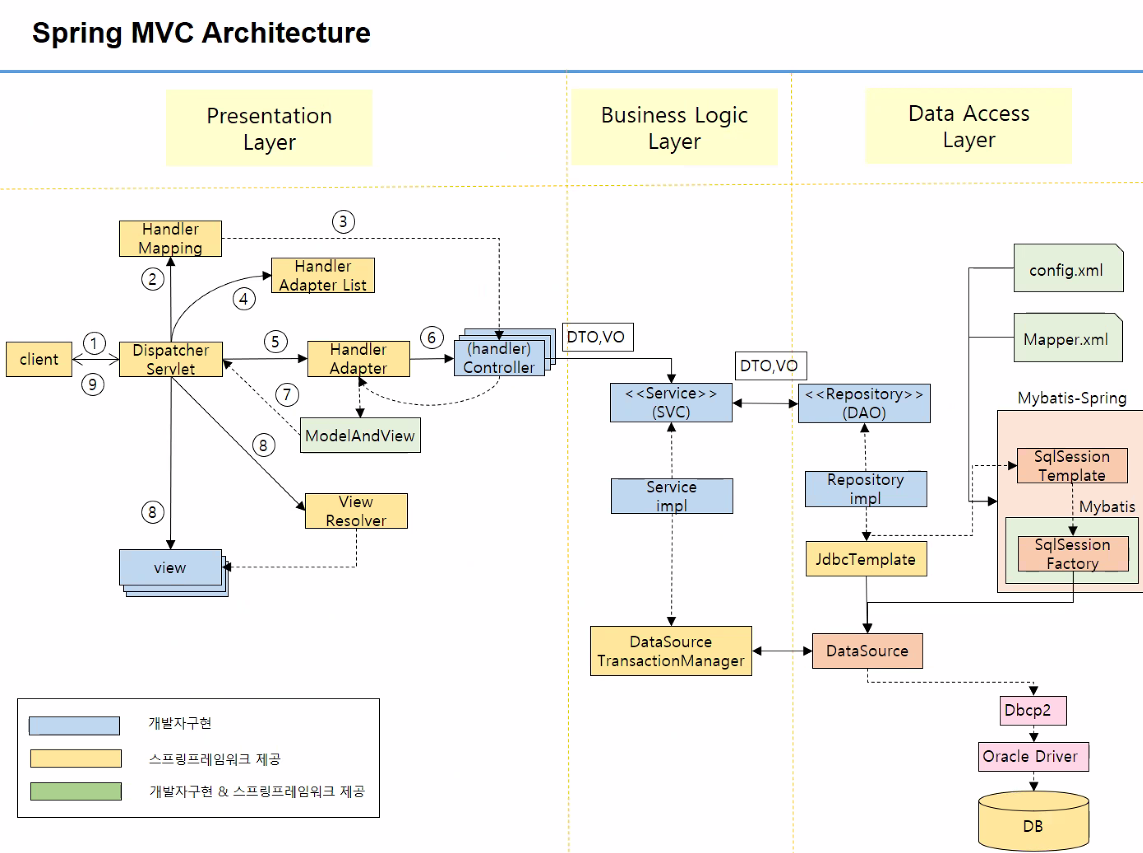 Spring MVC Architecture
Presentation
Layer
Business Logic
Layer
Data Access
Layer
Handler
Mapping
③
②
Handler
Adapter List
④
config.xml
Mapper.xml
client
①
⑨
Dispatcher
Servlet
⑤
Handler
Adapter
⑥
(handler)
Controller
DTO,VO
⑦
ModelAndView
<<Service>>
(SVC)
DTO,VO
<<Repository>>
(DAO)
Mybatis-Spring
⑧
SqlSession
Template
Mybatis
SqlSession
Factory
⑧
View
Resolver
Service
impl
Repository
impl
view
JdbcTemplate
DataSource
TransactionManager
DataSource
Dbcp2
Oracle Driver
DB
개발자구현
스프링프레임워크 제공
개발자구현 & 스프링프레임워크 제공